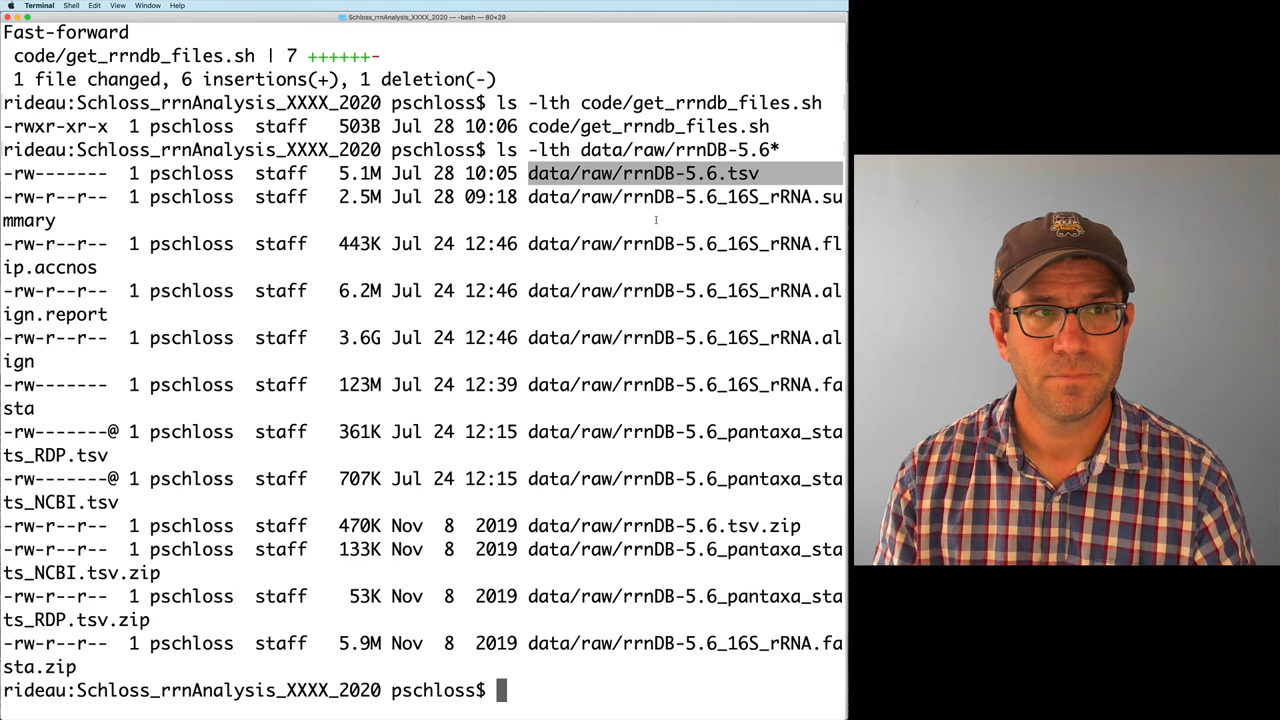 Terminal Shell Edit View Window Help
Schloss_rrnAnalysis_XXXX_2020 — -bash — 80×29
Fast-forward
 code/get_rrndb_files.sh | 7 ++++++-
 1 file changed, 6 insertions(+), 1 deletion(-)
rideau:Schloss_rrnAnalysis_XXXX_2020 pschloss$ ls -lth code/get_rrndb_files.sh
-rwxr-xr-x  1 pschloss  staff   503B Jul 28 10:06 code/get_rrndb_files.sh
rideau:Schloss_rrnAnalysis_XXXX_2020 pschloss$ ls -lth data/raw/rrnDB-5.6*
-rw-------  1 pschloss  staff   5.1M Jul 28 10:05 data/raw/rrnDB-5.6.tsv
-rw-r--r--  1 pschloss  staff   2.5M Jul 28 09:18 data/raw/rrnDB-5.6_16S_rRNA.su
mmary
-rw-r--r--  1 pschloss  staff   443K Jul 24 12:46 data/raw/rrnDB-5.6_16S_rRNA.fl
ip.accnos
-rw-r--r--  1 pschloss  staff   6.2M Jul 24 12:46 data/raw/rrnDB-5.6_16S_rRNA.al
ign.report
-rw-r--r--  1 pschloss  staff   3.6G Jul 24 12:46 data/raw/rrnDB-5.6_16S_rRNA.al
ign
-rw-------  1 pschloss  staff   123M Jul 24 12:39 data/raw/rrnDB-5.6_16S_rRNA.fa
sta
-rw-------@ 1 pschloss  staff   361K Jul 24 12:15 data/raw/rrnDB-5.6_pantaxa_sta
ts_RDP.tsv
-rw-------@ 1 pschloss  staff   707K Jul 24 12:15 data/raw/rrnDB-5.6_pantaxa_sta
ts_NCBI.tsv
-rw-r--r--  1 pschloss  staff   470K Nov  8  2019 data/raw/rrnDB-5.6.tsv.zip
-rw-r--r--  1 pschloss  staff   133K Nov  8  2019 data/raw/rrnDB-5.6_pantaxa_sta
ts_NCBI.tsv.zip
-rw-r--r--  1 pschloss  staff    53K Nov  8  2019 data/raw/rrnDB-5.6_pantaxa_sta
ts_RDP.tsv.zip
-rw-r--r--  1 pschloss  staff   5.9M Nov  8  2019 data/raw/rrnDB-5.6_16S_rRNA.fa
sta.zip
rideau:Schloss_rrnAnalysis_XXXX_2020 pschloss$